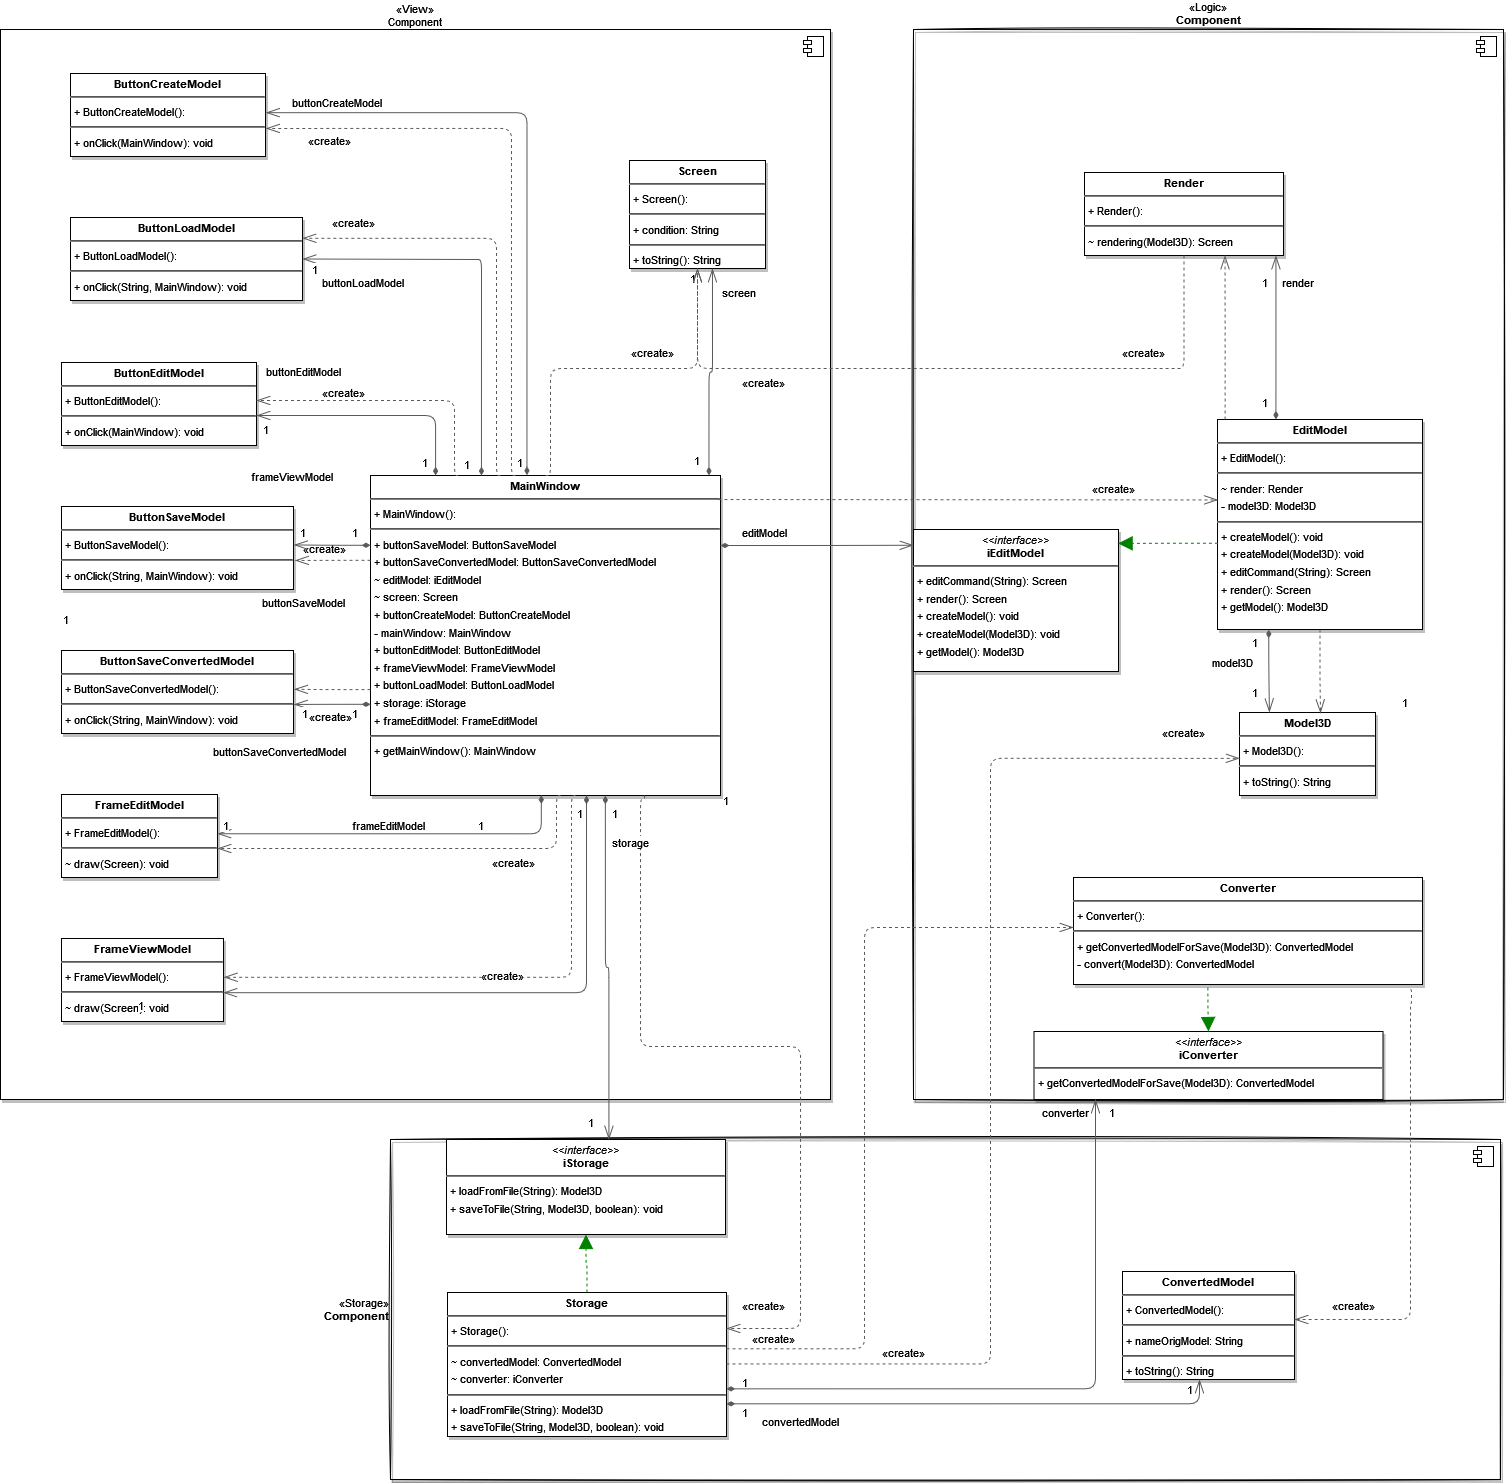 «View»
Component
ButtonCreateModel
+ ButtonCreateModel():
+ onClick(MainWindow): void
buttonCreateModel
«create»
ButtonLoadModel
+ ButtonLoadModel():
+ onClick(String, MainWindow): void
«create»
1
buttonLoadModel
Screen
+ Screen():
+ condition: String
+ toString(): String
1
screen
«create»
«create»
ButtonEditModel
+ ButtonEditModel():
+ onClick(MainWindow): void
buttonEditModel
«create»
1
1
1
1
1
frameViewModel
MainWindow
+ MainWindow():
+ buttonSaveModel: ButtonSaveModel
+ buttonSaveConvertedModel: ButtonSaveConvertedModel
~ editModel: iEditModel
~ screen: Screen
+ buttonCreateModel: ButtonCreateModel
- mainWindow: MainWindow
+ buttonEditModel: ButtonEditModel
+ frameViewModel: FrameViewModel
+ buttonLoadModel: ButtonLoadModel
+ storage: iStorage
+ frameEditModel: FrameEditModel
+ getMainWindow(): MainWindow
ButtonSaveModel
+ ButtonSaveModel():
+ onClick(String, MainWindow): void
1
1
«create»
buttonSaveModel
1
ButtonSaveConvertedModel
+ ButtonSaveConvertedModel():
+ onClick(String, MainWindow): void
1
«create»
1
buttonSaveConvertedModel
FrameEditModel
+ FrameEditModel():
~ draw(Screen): void
1
frameEditModel
1
«create»
1
1
storage
1
FrameViewModel
+ FrameViewModel():
~ draw(Screen): void
1
«create»
editModel
«Logic»
Component
Render
+ Render():
~ rendering(Model3D): Screen
«create»
1
render
1
EditModel
+ EditModel():
~ render: Render
- model3D: Model3D
+ createModel(): void
+ createModel(Model3D): void
+ editCommand(String): Screen
+ render(): Screen
+ getModel(): Model3D
«create»
<<interface>>
iEditModel
+ editCommand(String): Screen
+ render(): Screen
+ createModel(): void
+ createModel(Model3D): void
+ getModel(): Model3D
1
model3D
1
1
Model3D
+ Model3D():
+ toString(): String
«create»
Converter
+ Converter():
+ getConvertedModelForSave(Model3D): ConvertedModel
- convert(Model3D): ConvertedModel
<<interface>>
iConverter
+ getConvertedModelForSave(Model3D): ConvertedModel
converter
1
1
«Storage»
Component
<<interface>>
iStorage
+ loadFromFile(String): Model3D
+ saveToFile(String, Model3D, boolean): void
Storage
+ Storage():
~ convertedModel: ConvertedModel
~ converter: iConverter
+ loadFromFile(String): Model3D
+ saveToFile(String, Model3D, boolean): void
«create»
«create»
«create»
1
1
convertedModel
ConvertedModel
+ ConvertedModel():
+ nameOrigModel: String
+ toString(): String
«create»
1